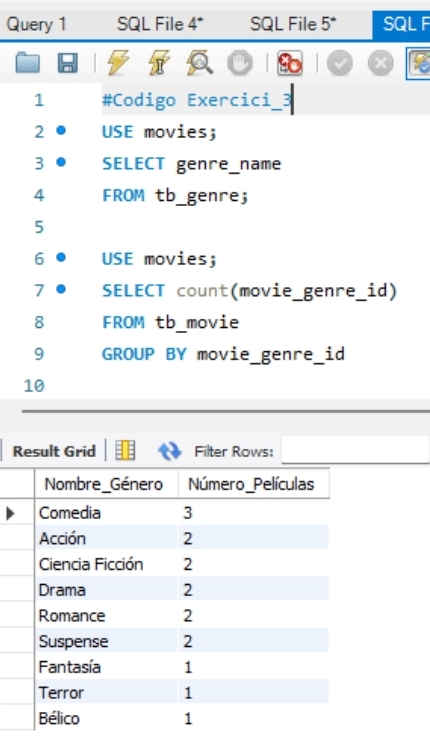 Query 1 SQL File 4* SQL File 5* SQL F
1 #Codigo Exercici_3
2 USE movies;
3 SELECT genre_name
4 FROM tb_genre;
5
6 USE movies;
7 SELECT count(movie_genre_id)
8 FROM tb_movie
9 GROUP BY movie_genre_id
10
Result Grid Filter Rows:
Nombre_Género Número_Películas
Comedia 3
Acción 2
Ciencia Ficción 2
Drama 2
Romance 2
Suspense 2
Fantasía 1
Terror 1
Bélico 1